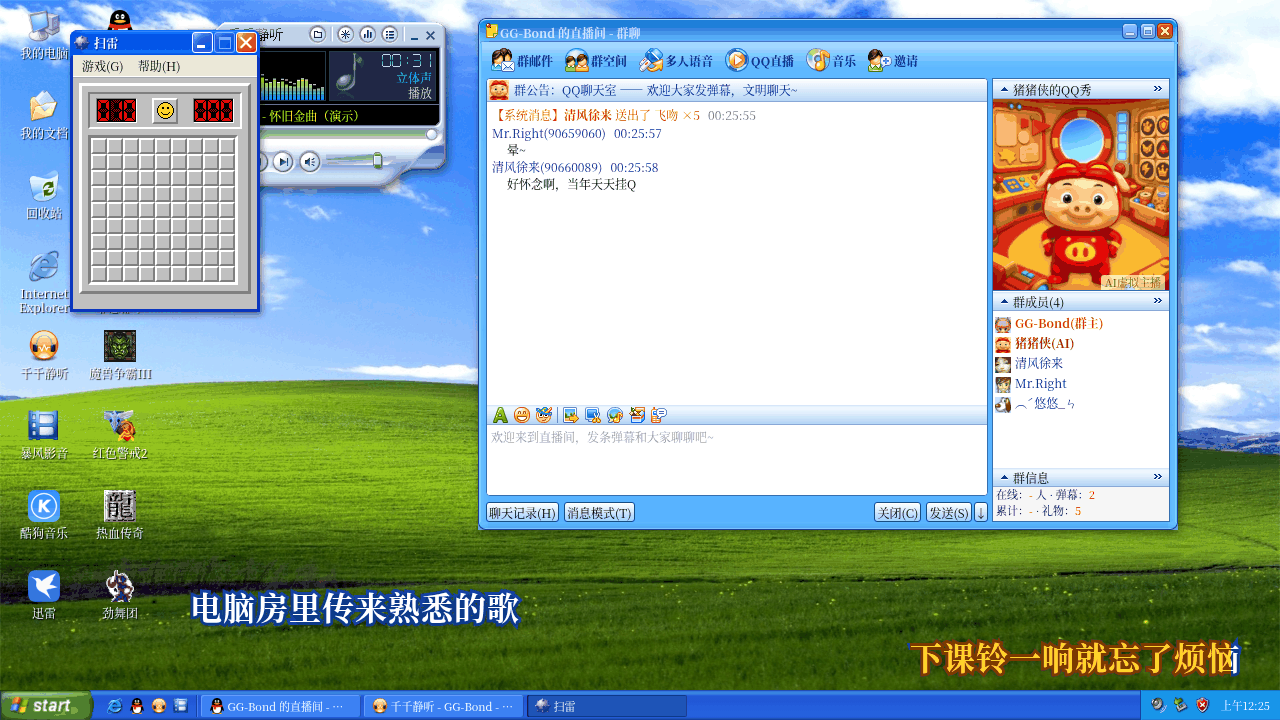 我的电脑
我的文档
回收站
Internet
Explorer
千千静听
魔兽争霸III
暴风影音
红色警戒2
酷狗音乐
热血传奇
迅雷
劲舞团
扫雷
游戏(G) 帮助(H)
010
000
静听
00:31
立体声
播放
- 怀旧金曲（演示）
GG-Bond 的直播间 - 群聊
群邮件 群空间 多人语音 QQ直播 音乐 邀请
群公告：QQ聊天室 —— 欢迎大家发弹幕，文明聊天~
【系统消息】清风徐来 送出了 飞吻 ×5 00:25:55
Mr.Right(90659060) 00:25:57
晕~
清风徐来(90660089) 00:25:58
好怀念啊，当年天天挂Q
欢迎来到直播间，发条弹幕和大家聊聊吧~
聊天记录(H) 消息模式(T) 关闭(C) 发送(S) ↓
猪猪侠的QQ秀
AI虚拟主播
群成员(4)
GG-Bond(群主)
猪猪侠(AI)
清风徐来
Mr.Right
︵ˊ悠悠_ㄣ
群信息
在线：- 人 · 弹幕：2
累计：- · 礼物：5
电脑房里传来熟悉的歌
下课铃一响就忘了烦恼
start
GG-Bond 的直播间 - ···
千千静听 - GG-Bond - ···
扫雷
上午12:25